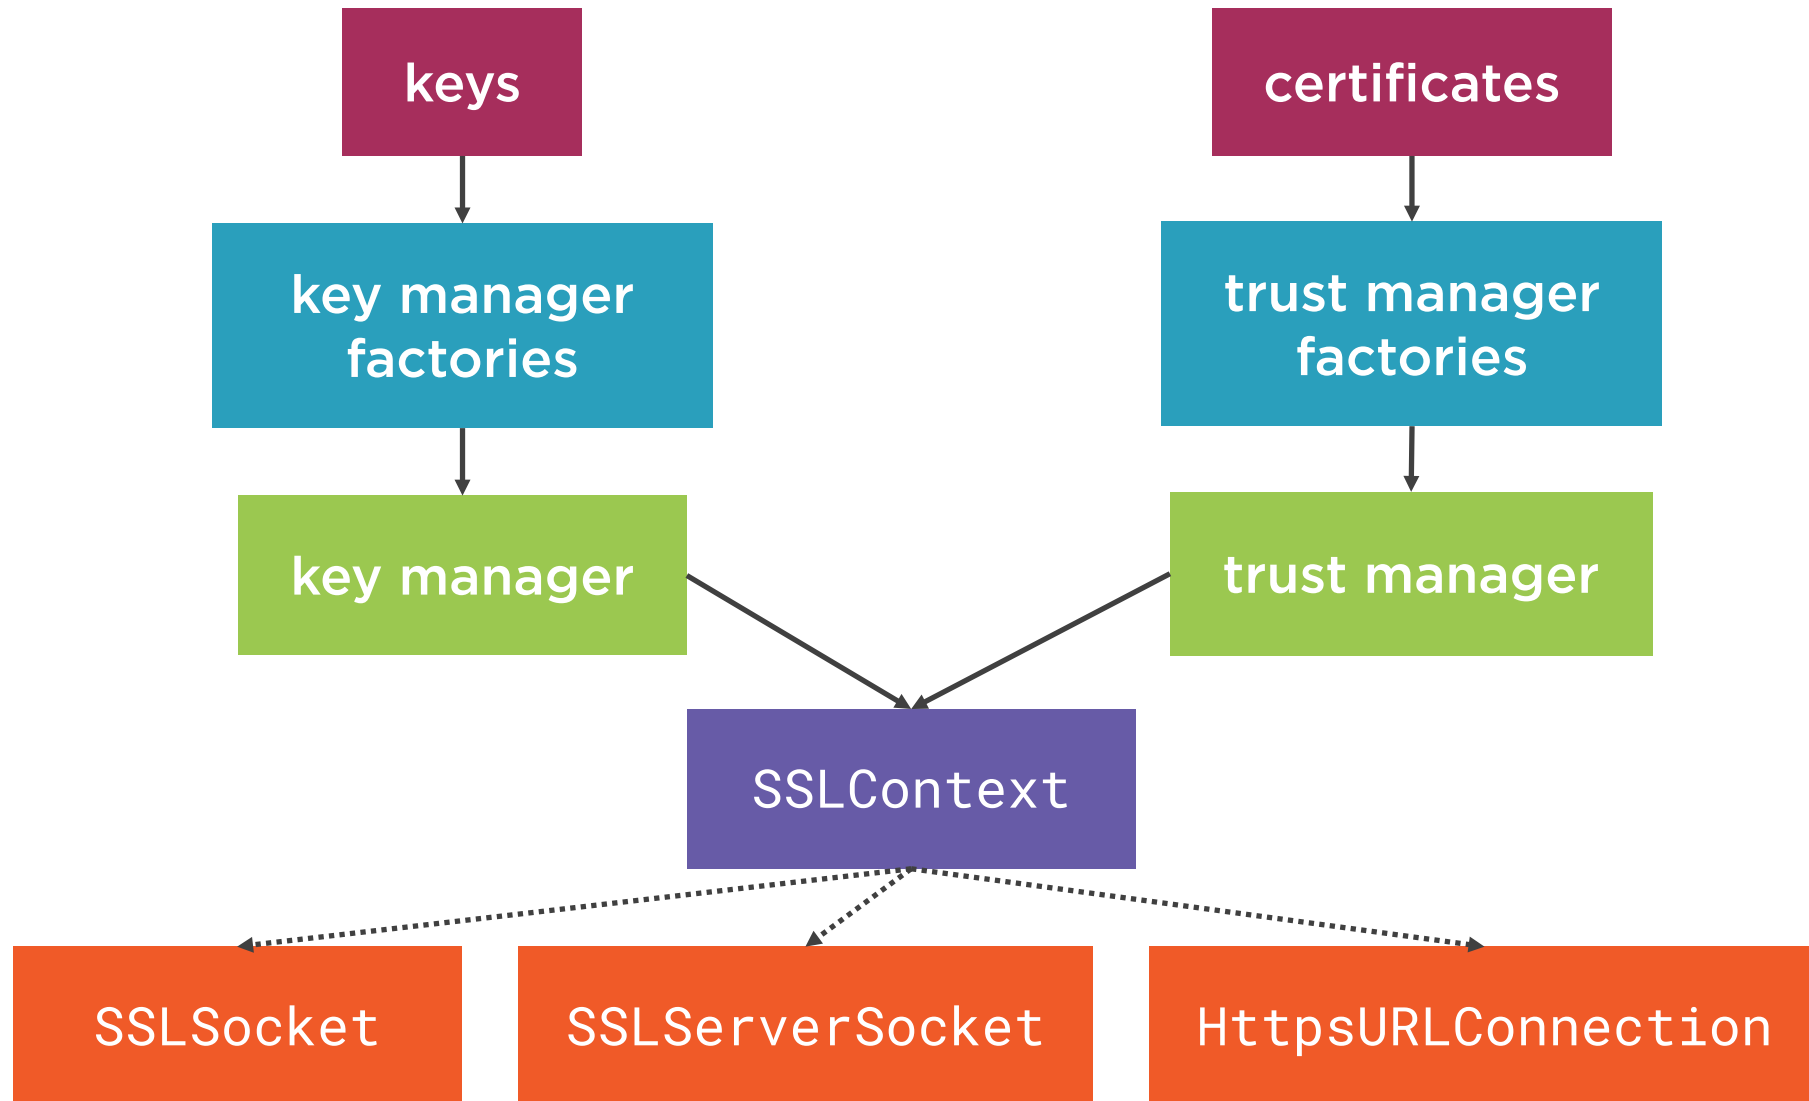 keys
certificates
key manager
factories
trust manager
factories
key manager
trust manager
SSLContext
SSLSocket
SSLServerSocket
HttpsURLConnection